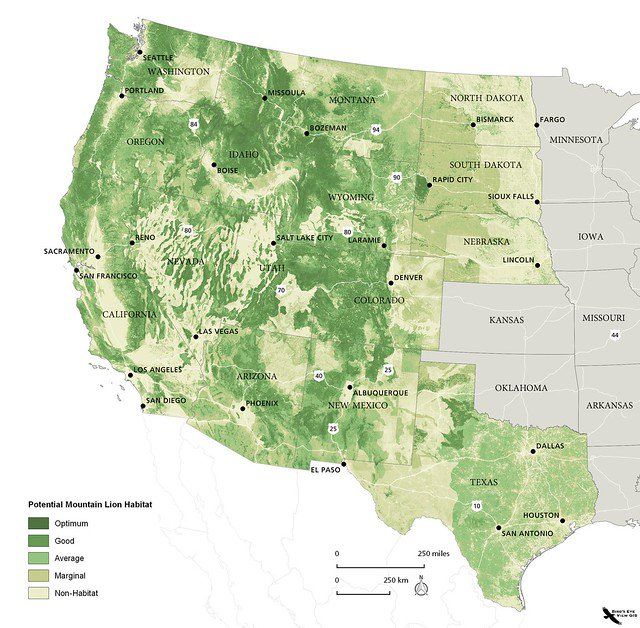 SEATTLE
WASHINGTON
PORTLAND
MISSOULA
MONTANA
NORTH DAKOTA
BISMARCK
FARGO
MINNESOTA
84
BOZEMAN
94
OREGON
IDAHO
BOISE
90
SOUTH DAKOTA
RAPID CITY
SIOUX FALLS
WYOMING
RENO
80
SALT LAKE CITY
80
LARAMIE
NEBRASKA
IOWA
SACRAMENTO
SAN FRANCISCO
NEVADA
UTAH
LINCOLN
DENVER
70
COLORADO
CALIFORNIA
KANSAS
MISSOURI
44
LAS VEGAS
LOS ANGELES
ARIZONA
40
25
ALBUQUERQUE
OKLAHOMA
ARKANSAS
SAN DIEGO
PHOENIX
NEW MEXICO
25
DALLAS
EL PASO
TEXAS
10
HOUSTON
SAN ANTONIO
Potential Mountain Lion Habitat
Optimum
Good
Average
Marginal
Non-Habitat
0 250 miles
0 250 km
N
BIRD'S EYE
VIEW GIS